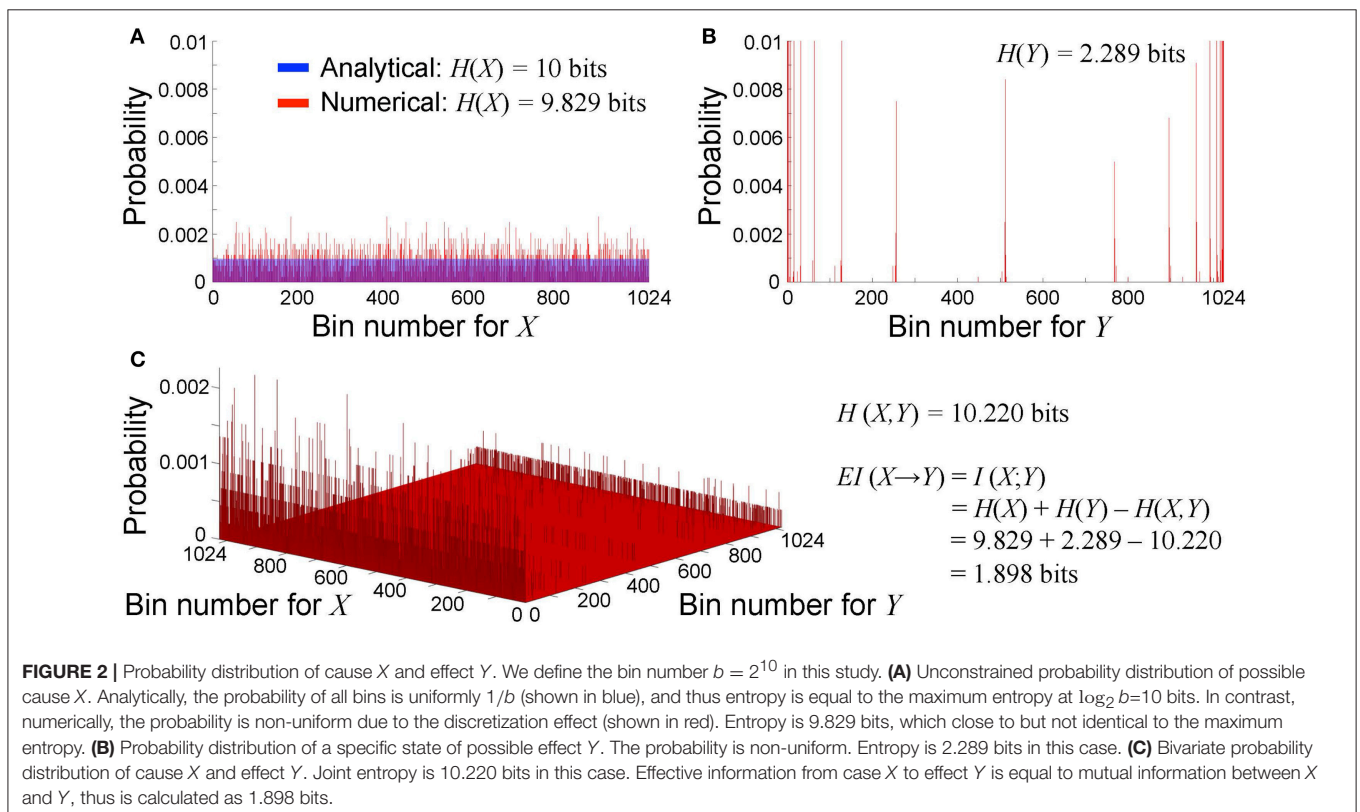 A
0.01
0.008
0.006
0.004
0.002
0
Probability
Analytical: H(X) = 10 bits
Numerical: H(X) = 9.829 bits
0 200 400 600 800 1024
Bin number for X
B
0.01
0.008
0.006
0.004
0.002
0
Probability
H(Y) = 2.289 bits
0 200 400 600 800 1024
Bin number for Y
C
0.002
0.001
0
Probability
1024
800
600
400
200
0
Bin number for X
0
200
400
600
800
1024
Bin number for Y
H (X,Y) = 10.220 bits
EI (X→Y) = I (X;Y)
= H(X) + H(Y) – H(X,Y)
= 9.829 + 2.289 – 10.220
= 1.898 bits
FIGURE 2 | Probability distribution of cause X and effect Y. We define the bin number b = 2^10 in this study. (A) Unconstrained probability distribution of possible
cause X. Analytically, the probability of all bins is uniformly 1/b (shown in blue), and thus entropy is equal to the maximum entropy at log₂ b=10 bits. In contrast,
numerically, the probability is non-uniform due to the discretization effect (shown in red). Entropy is 9.829 bits, which close to but not identical to the maximum
entropy. (B) Probability distribution of a specific state of possible effect Y. The probability is non-uniform. Entropy is 2.289 bits in this case. (C) Bivariate probability
distribution of cause X and effect Y. Joint entropy is 10.220 bits in this case. Effective information from case X to effect Y is equal to mutual information between X
and Y, thus is calculated as 1.898 bits.